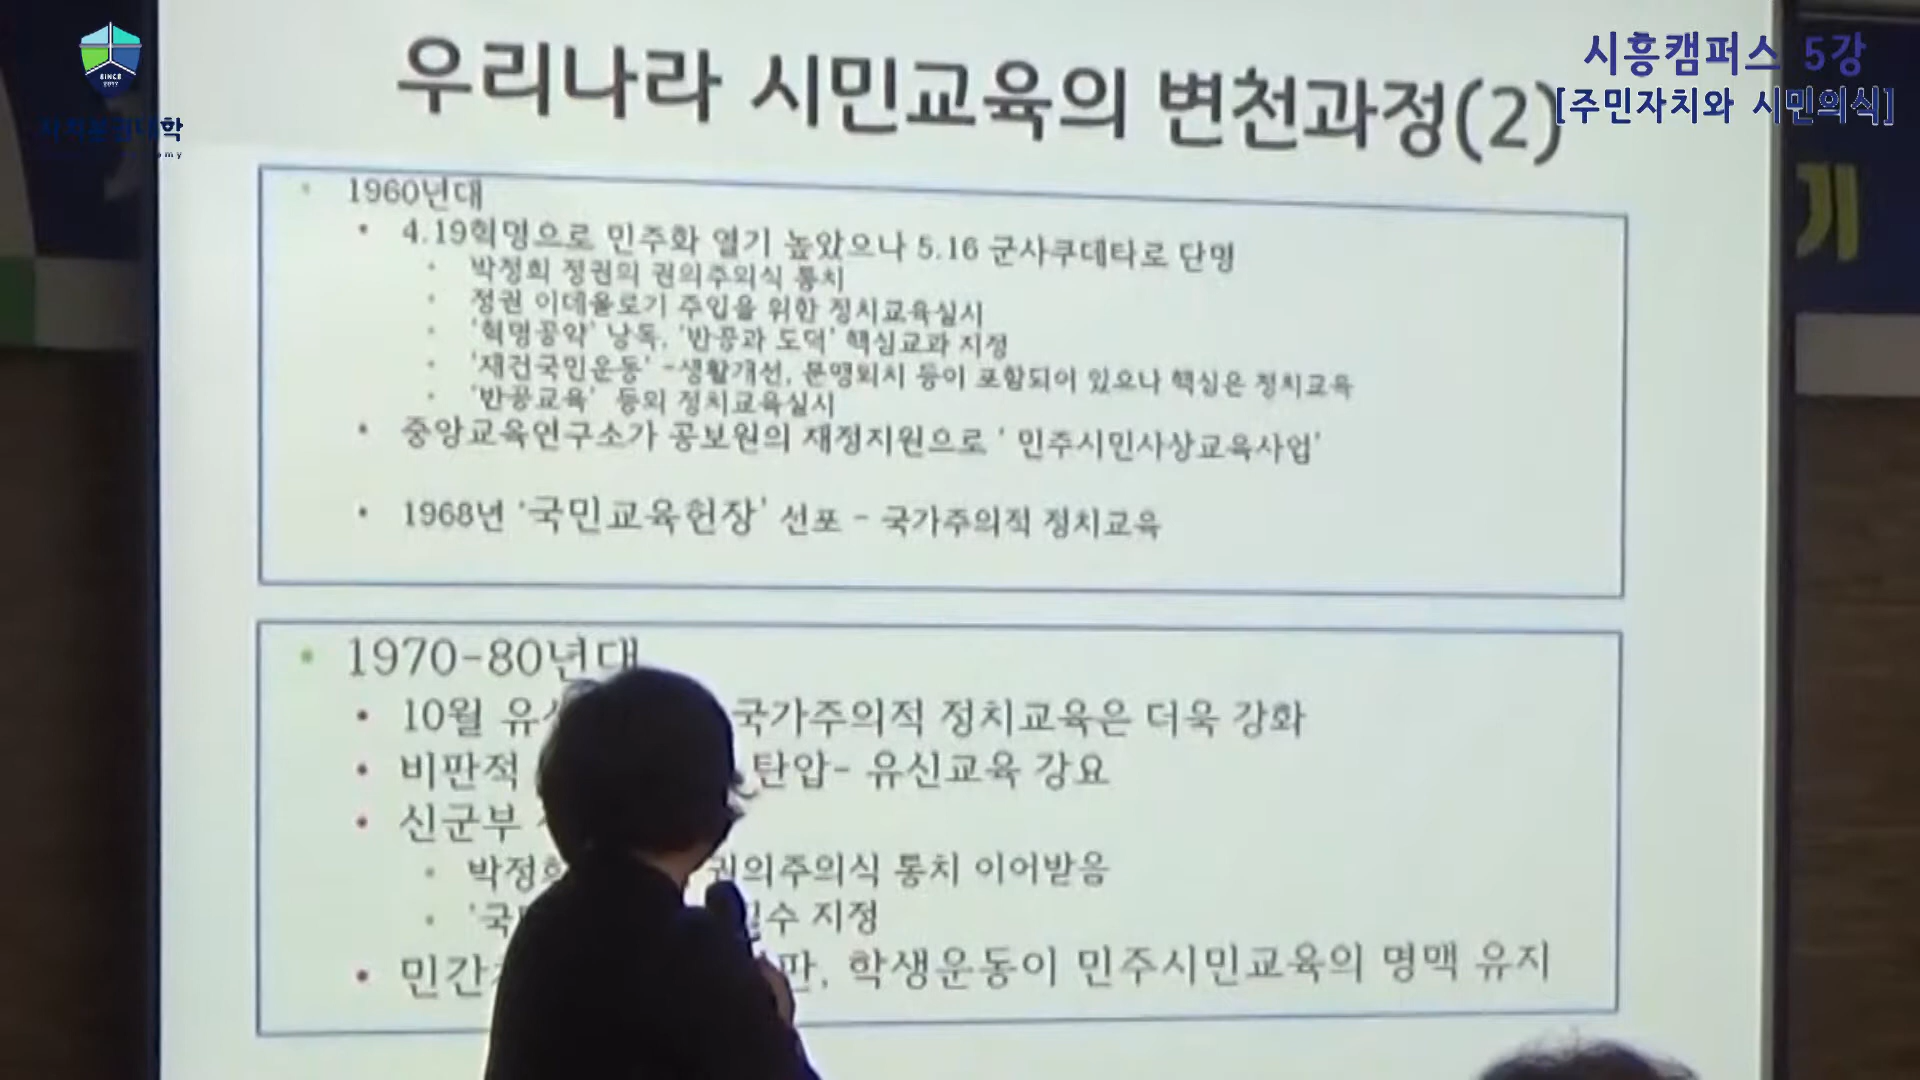 SINCE
2017
자치분권대학
시흥캠퍼스 5강
[주민자치와 시민의식]
기
우리나라 시민교육의 변천과정(2)
1960년대
4.19혁명으로 민주화 열기 높았으나 5.16 군사쿠데타로 단명
박정희 정권의 권의주의식 통치
정권 이데올로기 주입을 위한 정치교육실시
'혁명공약' 낭독, '반공과 도덕' 핵심교과 지정
'재건국민운동' -생활개선, 문맹퇴치 등이 포함되어 있으나 핵심은 정치교육
'반공교육' 등의 정치교육실시
중앙교육연구소가 공보원의 재정지원으로 ' 민주시민사상교육사업'
1968년 '국민교육헌장' 선포 - 국가주의적 정치교육
1970-80년대
10월 국가주의적 정치교육은 더욱 강화
비판적 탄압- 유신교육 강요
신군부
권의주의식 통치 이어받음
지정
민간 학생운동이 민주시민교육의 명맥 유지